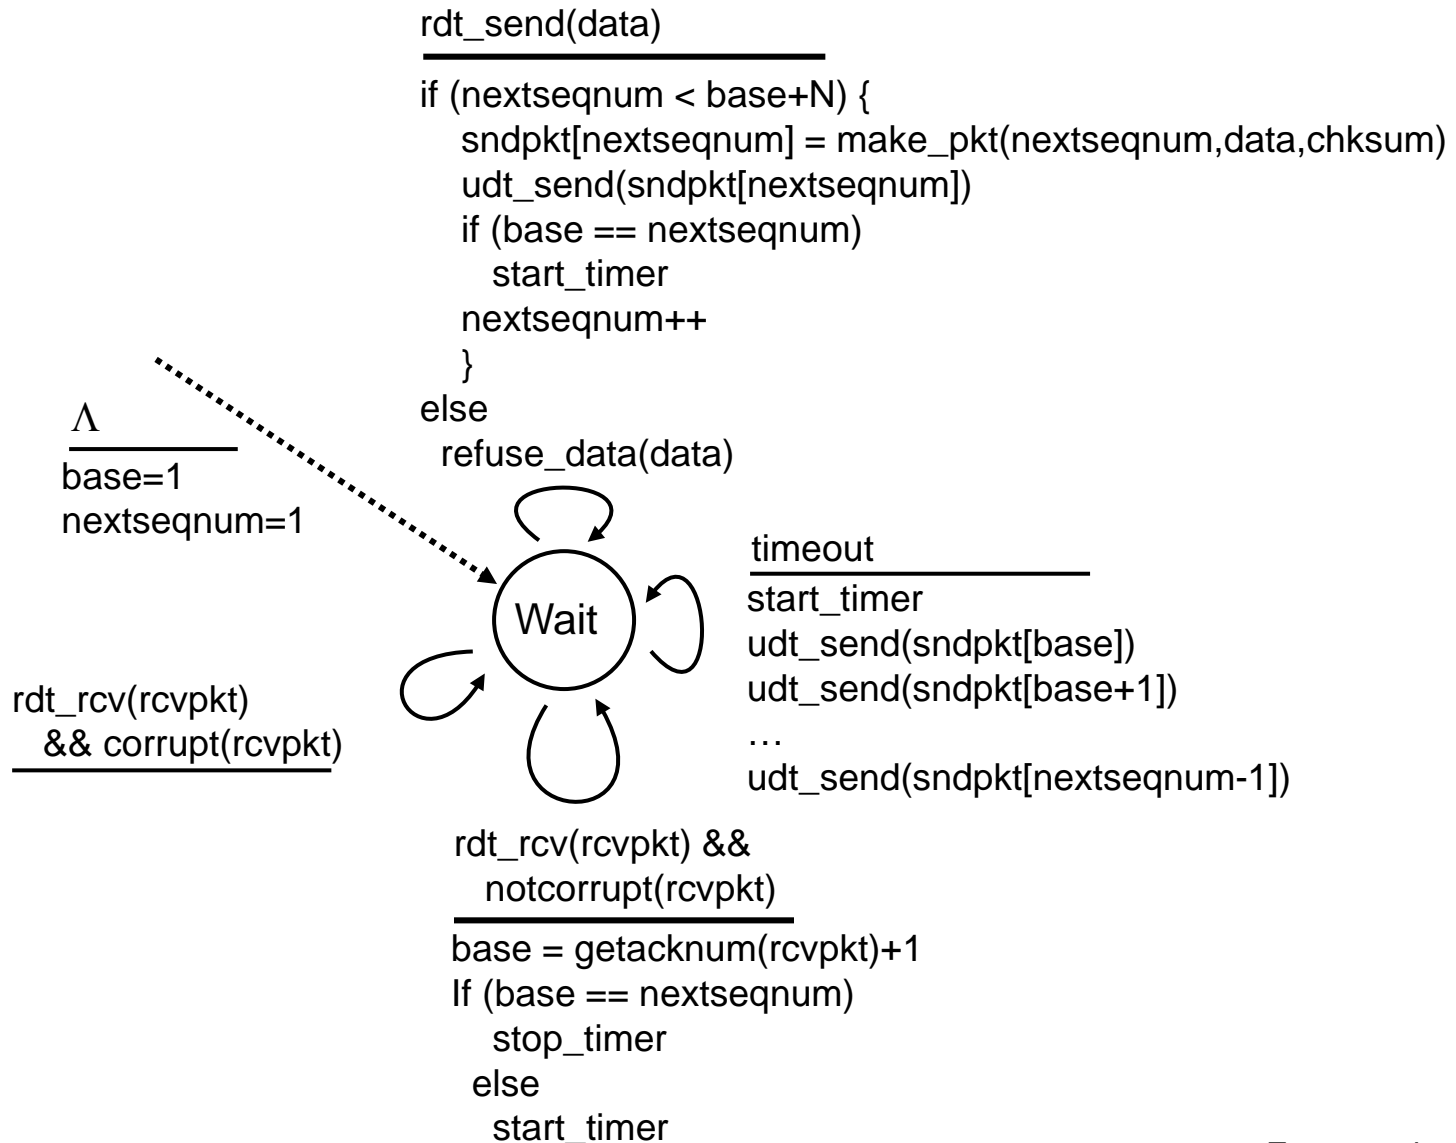 rdt_send(data)
if (nextseqnum < base+N) {
sndpkt[nextseqnum] = make_pkt(nextseqnum,data,chksum)
udt_send(sndpkt[nextseqnum])
if (base == nextseqnum)
start_timer
nextseqnum++
}
else
refuse_data(data)
Λ
base=1
nextseqnum=1
Wait
timeout
start_timer
udt_send(sndpkt[base])
udt_send(sndpkt[base+1])
…
udt_send(sndpkt[nextseqnum-1])
rdt_rcv(rcvpkt)
&& corrupt(rcvpkt)
rdt_rcv(rcvpkt) &&
notcorrupt(rcvpkt)
base = getacknum(rcvpkt)+1
If (base == nextseqnum)
stop_timer
else
start_timer